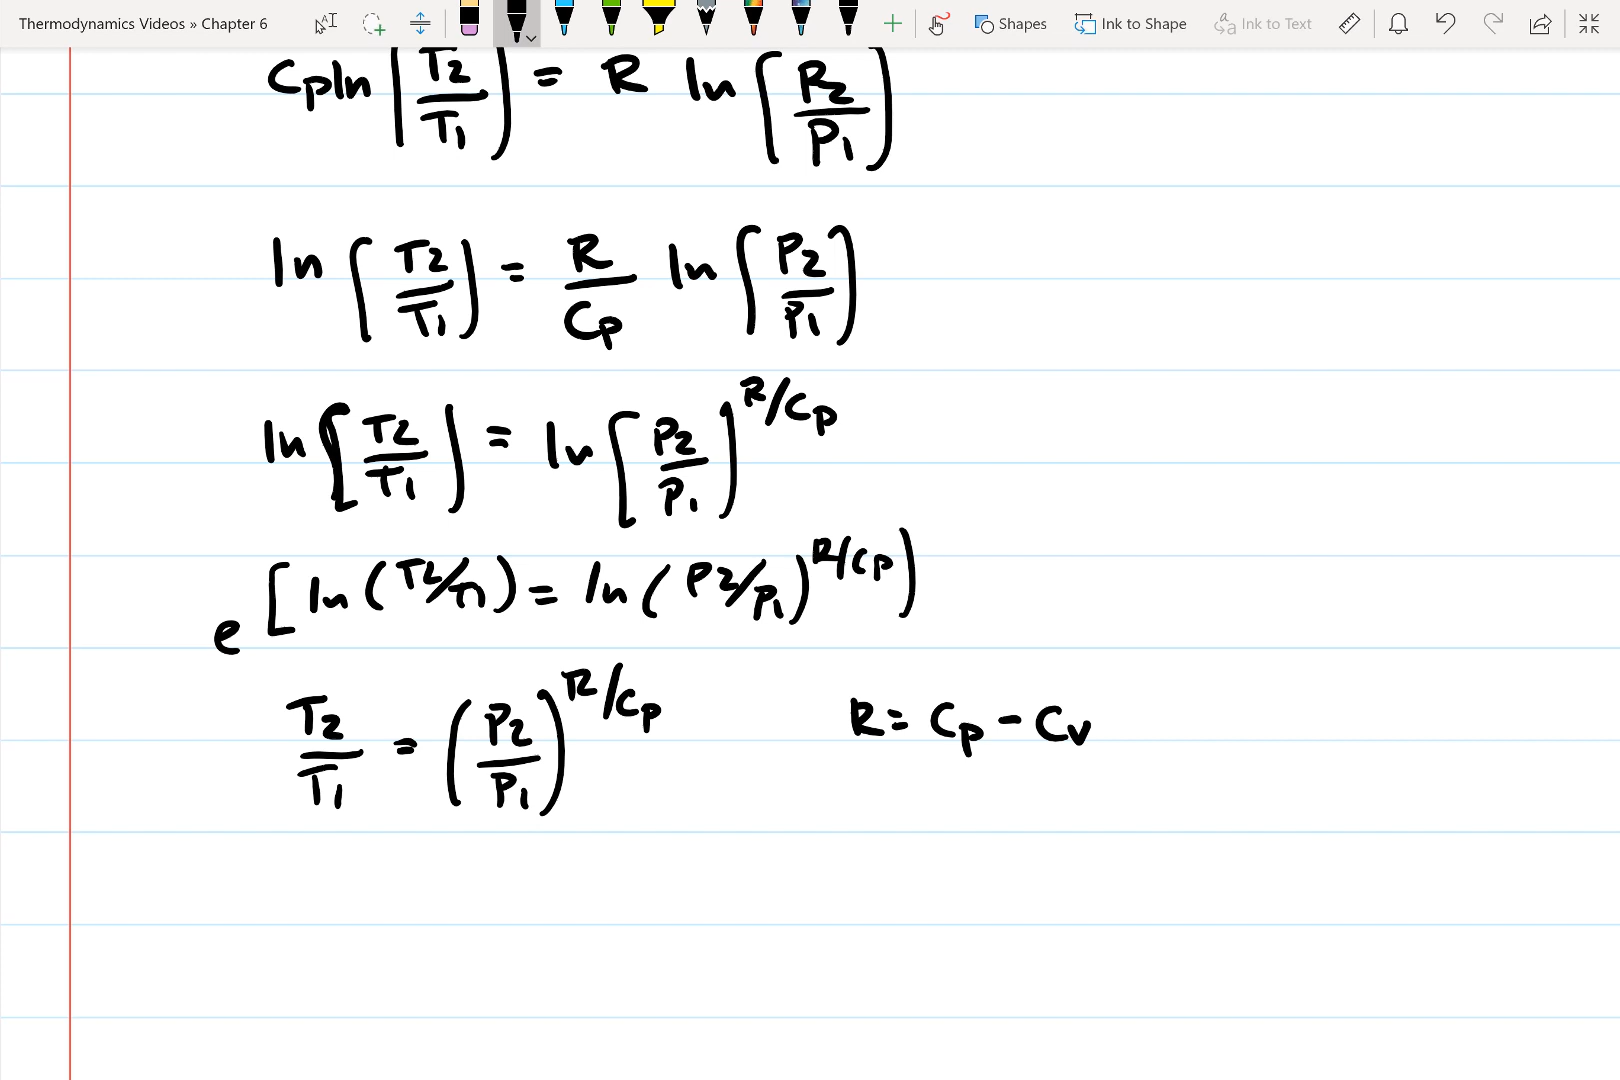 Thermodynamics Videos » Chapter 6 Shapes Ink to Shape Ink to Text
Cp ln [T2/T1] = R ln [P2/P1]
ln [T2/T1] = R/Cp ln [P2/P1]
ln [T2/T1] = ln [P2/P1]^R/Cp
e [ln (T2/T1) = ln (P2/P1)^R/Cp]
T2/T1 = (P2/P1)^R/Cp R = Cp - Cv